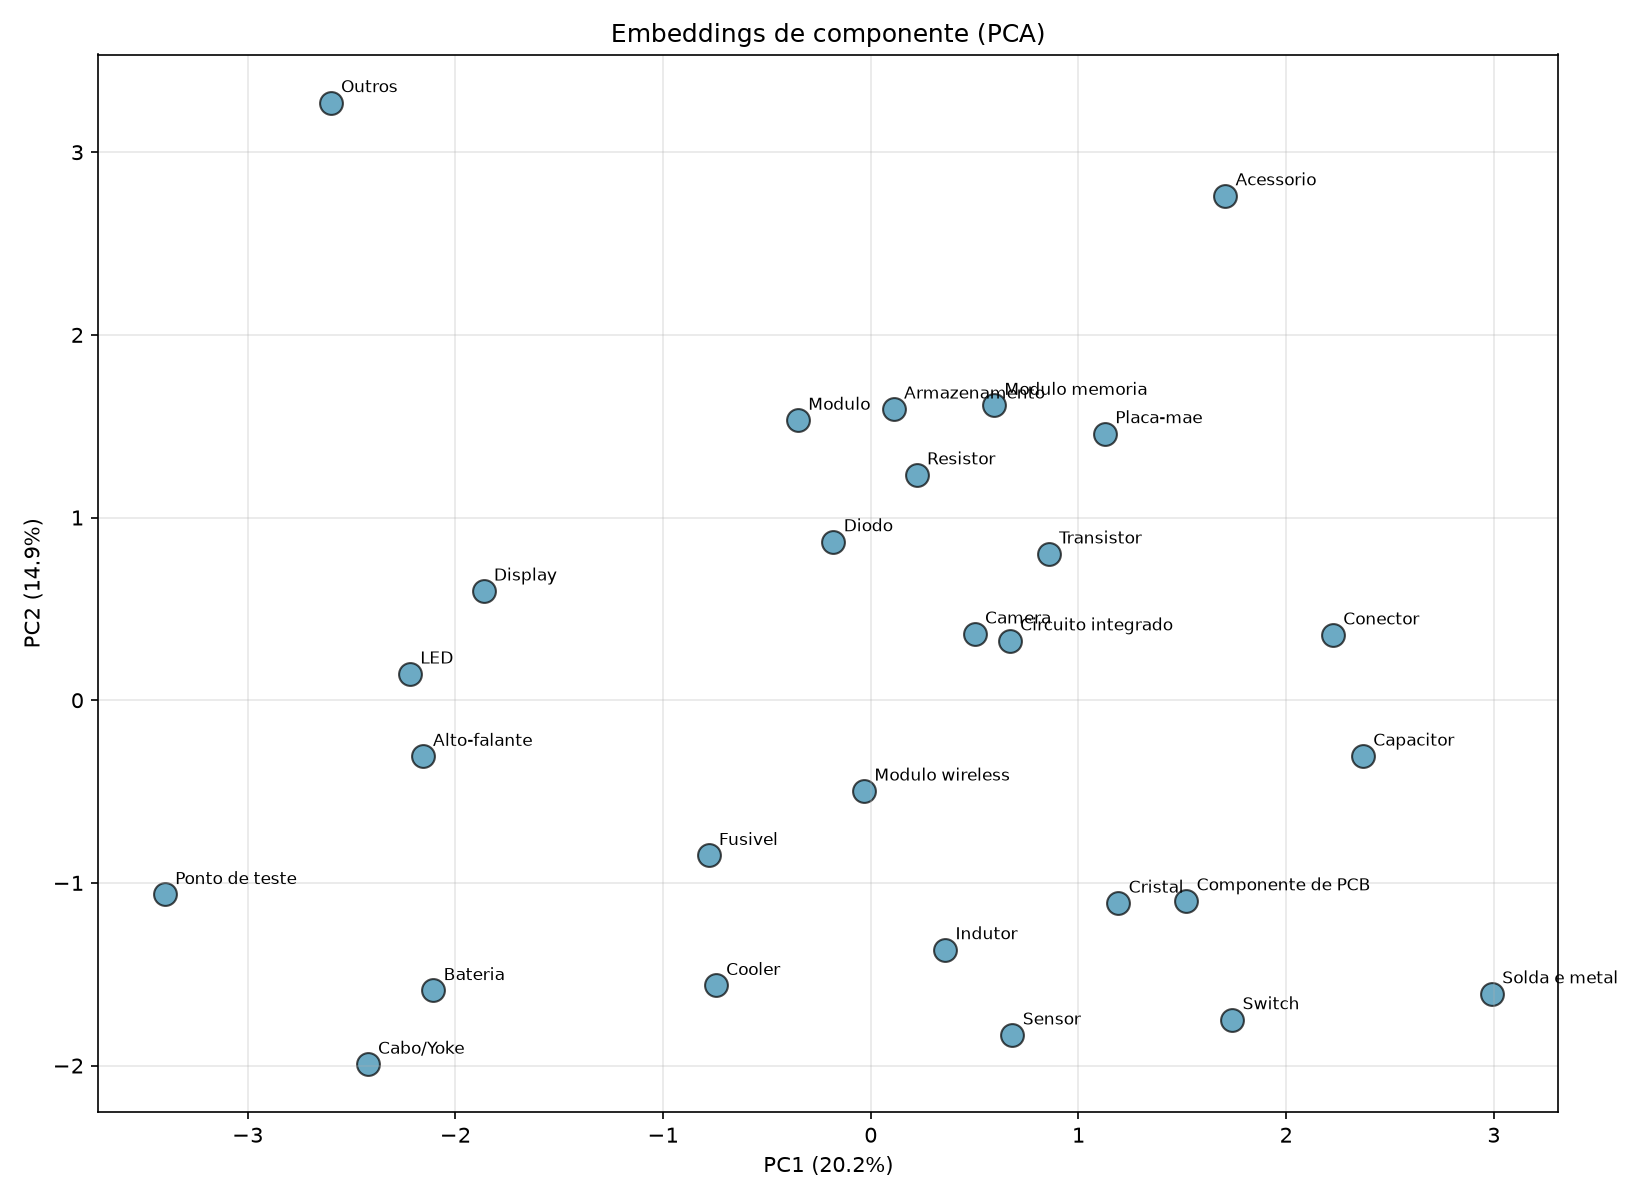 Embeddings de componente (PCA)
Outros
Acessorio
Modulo memoria
Armazenamento
Modulo
Placa-mae
Resistor
Diodo
Transistor
Display
Camera
Circuito integrado
Conector
LED
Alto-falante
Capacitor
Modulo wireless
Fusivel
Ponto de teste
Cristal
Componente de PCB
Indutor
Cooler
Bateria
Solda e metal
Switch
Sensor
Cabo/Yoke
3
2
1
0
−1
−2
PC2 (14.9%)
−3
−2
−1
0
1
2
3
PC1 (20.2%)